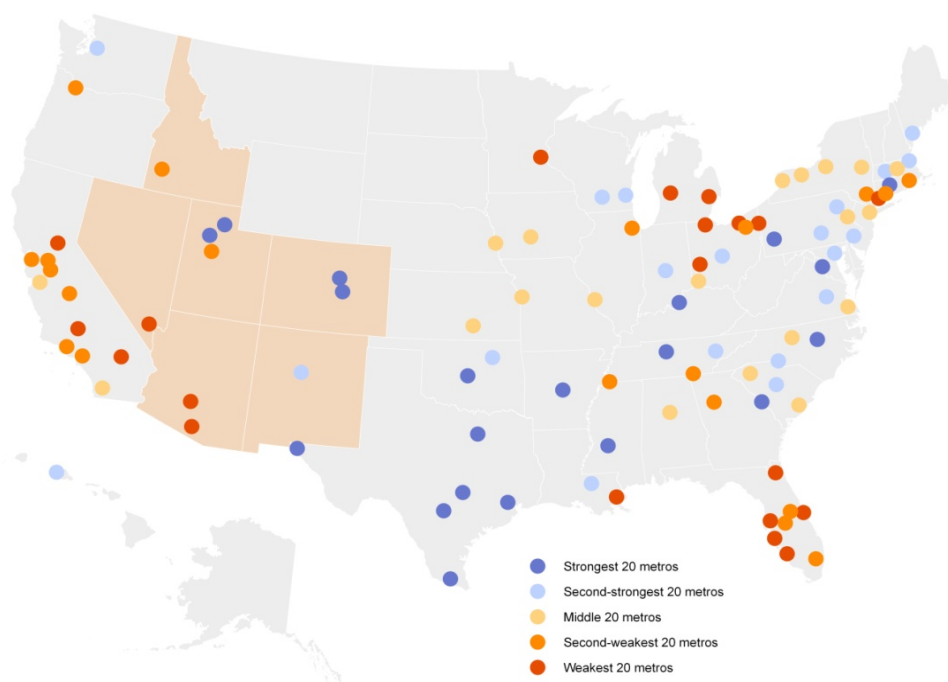 Strongest 20 metros
Second-strongest 20 metros
Middle 20 metros
Second-weakest 20 metros
Weakest 20 metros